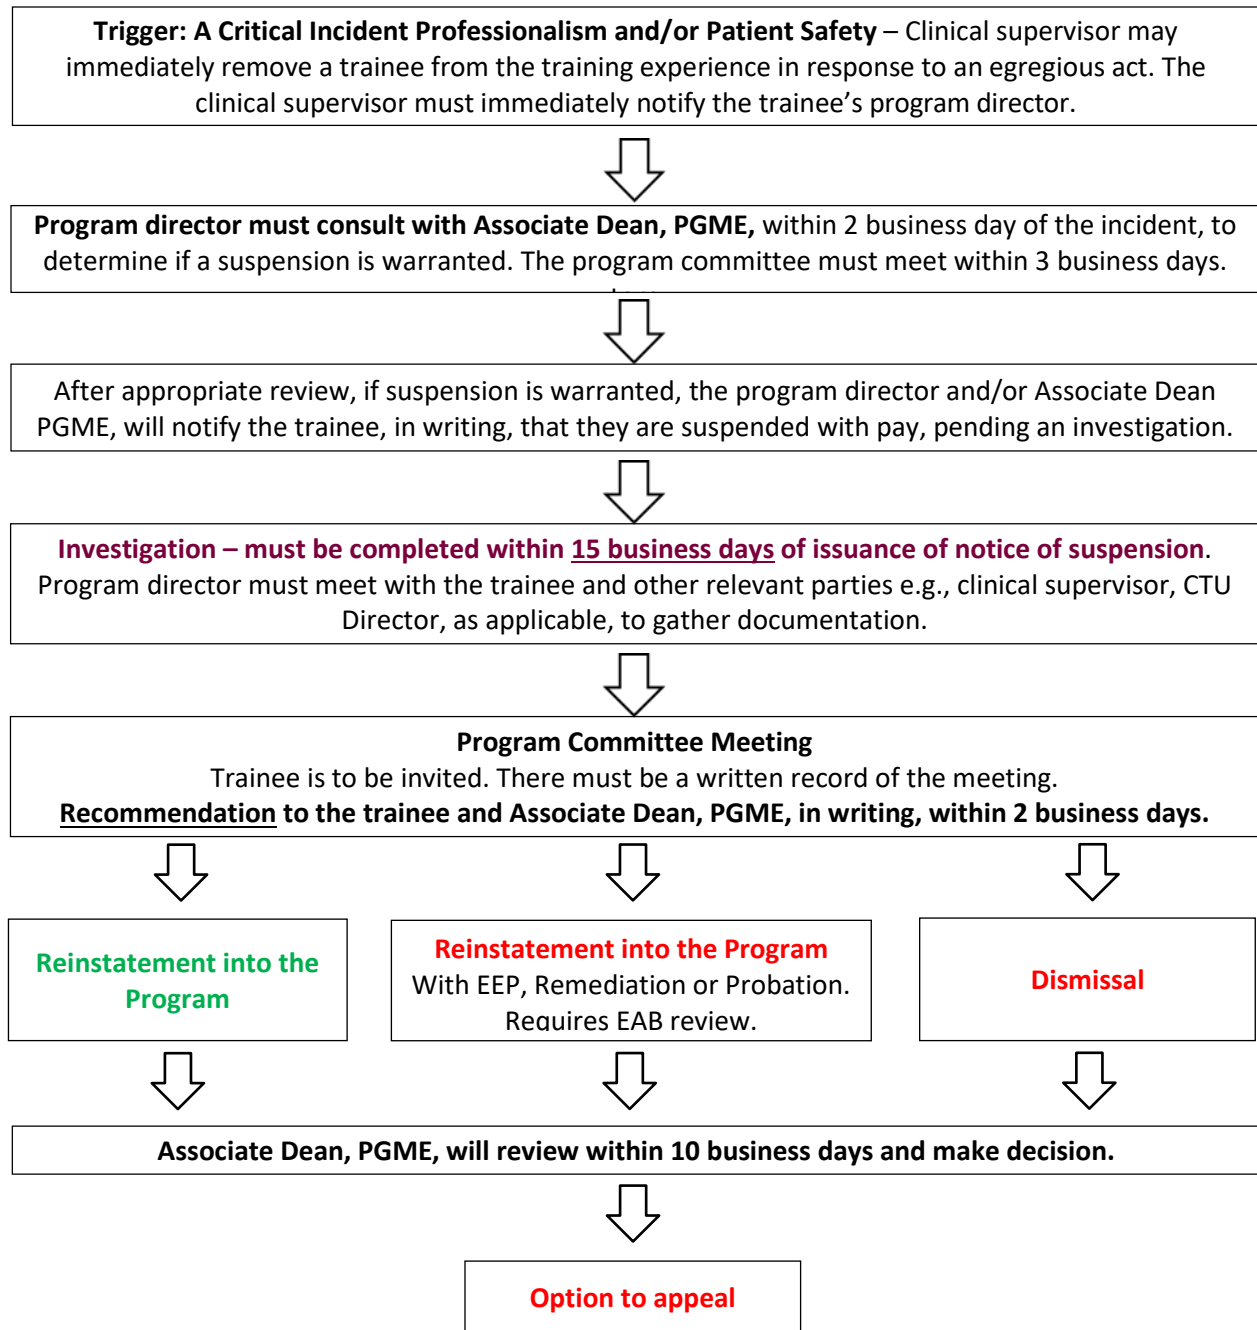 Trigger: A Critical Incident Professionalism and/or Patient Safety – Clinical supervisor may
immediately remove a trainee from the training experience in response to an egregious act. The
clinical supervisor must immediately notify the trainee's program director.
Program director must consult with Associate Dean, PGME, within 2 business day of the incident, to
determine if a suspension is warranted. The program committee must meet within 3 business days.
After appropriate review, if suspension is warranted, the program director and/or Associate Dean
PGME, will notify the trainee, in writing, that they are suspended with pay, pending an investigation.
Investigation – must be completed within 15 business days of issuance of notice of suspension.
Program director must meet with the trainee and other relevant parties e.g., clinical supervisor, CTU
Director, as applicable, to gather documentation.
Program Committee Meeting
Trainee is to be invited. There must be a written record of the meeting.
Recommendation to the trainee and Associate Dean, PGME, in writing, within 2 business days.
Reinstatement into the
Program
Reinstatement into the Program
With EEP, Remediation or Probation.
Requires EAB review.
Dismissal
Associate Dean, PGME, will review within 10 business days and make decision.
Option to appeal